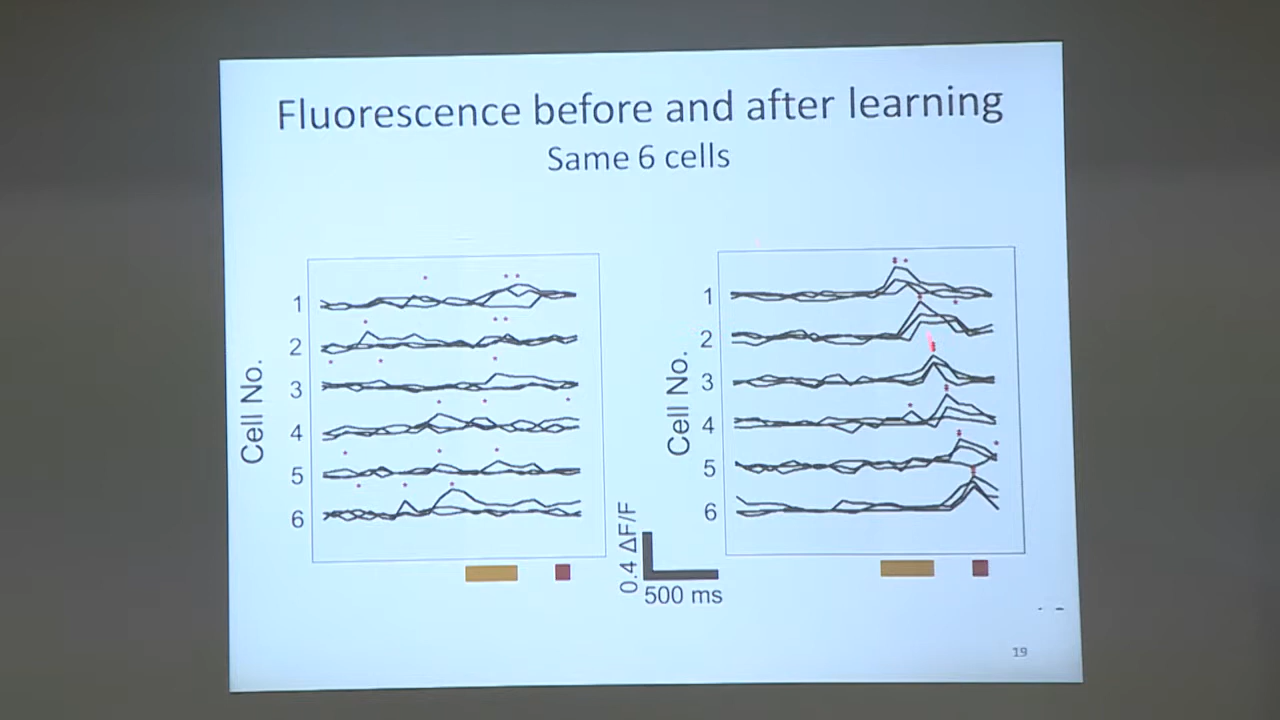 Fluorescence before and after learning
Same 6 cells
Cell No.
1
2
3
4
5
6
Cell No.
1
2
3
4
5
6
0.4 ΔF/F
500 ms
19